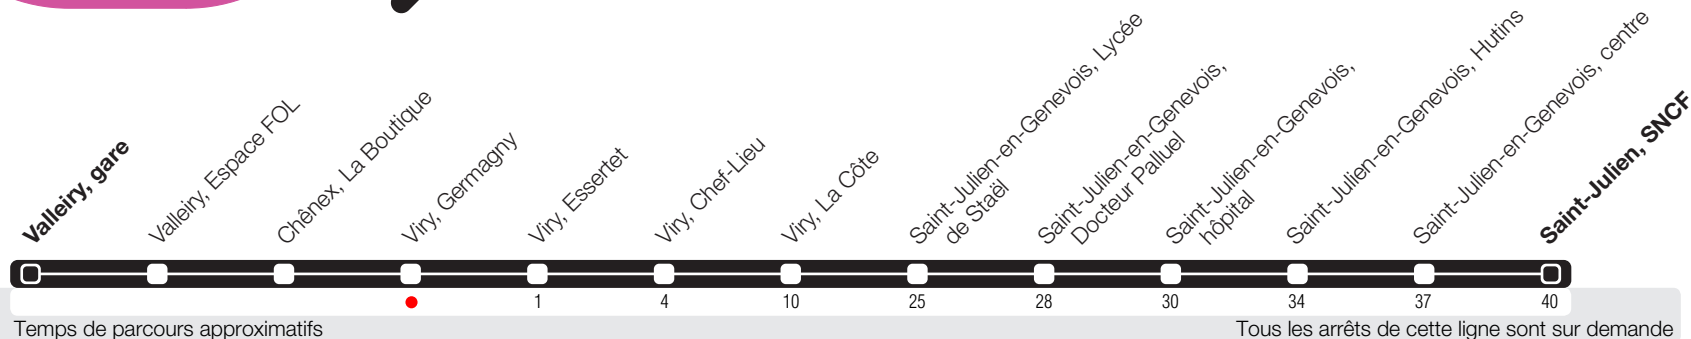 Valleiry, gare
Valleiry, Espace FOL
Chênex, La Boutique
Viry, Germagny
Viry, Essertet
Viry, Chef-Lieu
Viry, La Côte
Saint-Julien-en-Genevois, Lycée
de Staël
Saint-Julien-en-Genevois,
Docteur Palluel
Saint-Julien-en-Genevois,
hôpital
Saint-Julien-en-Genevois, Hutins
Saint-Julien-en-Genevois, centre
Saint-Julien, SNCF
1 4 10 25 28 30 34 37 40
Temps de parcours approximatifs
Tous les arrêts de cette ligne sont sur demande